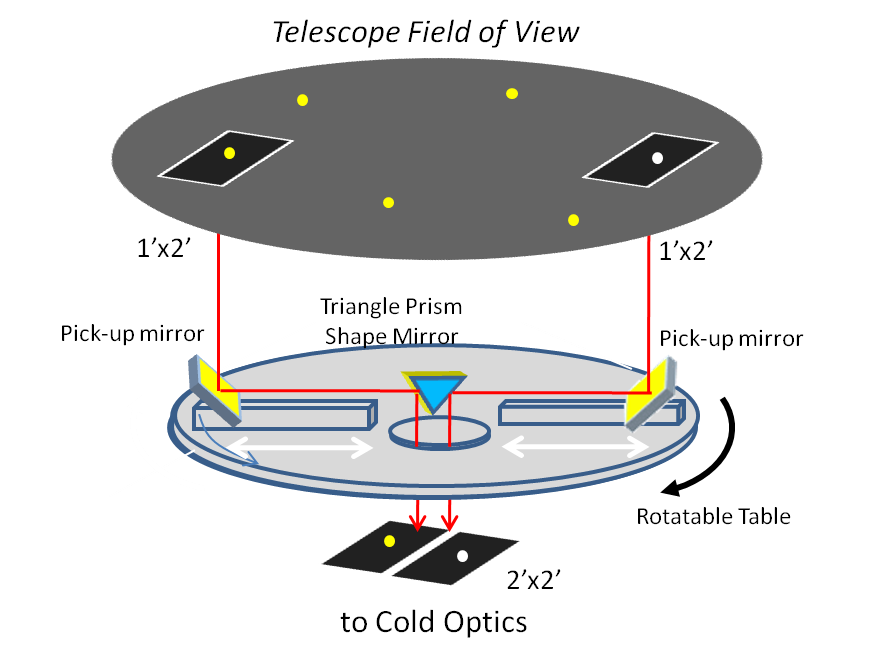 Telescope Field of View
1’x2’
1’x2’
Triangle Prism
Shape Mirror
Pick-up mirror
Pick-up mirror
Rotatable Table
2’x2’
to Cold Optics